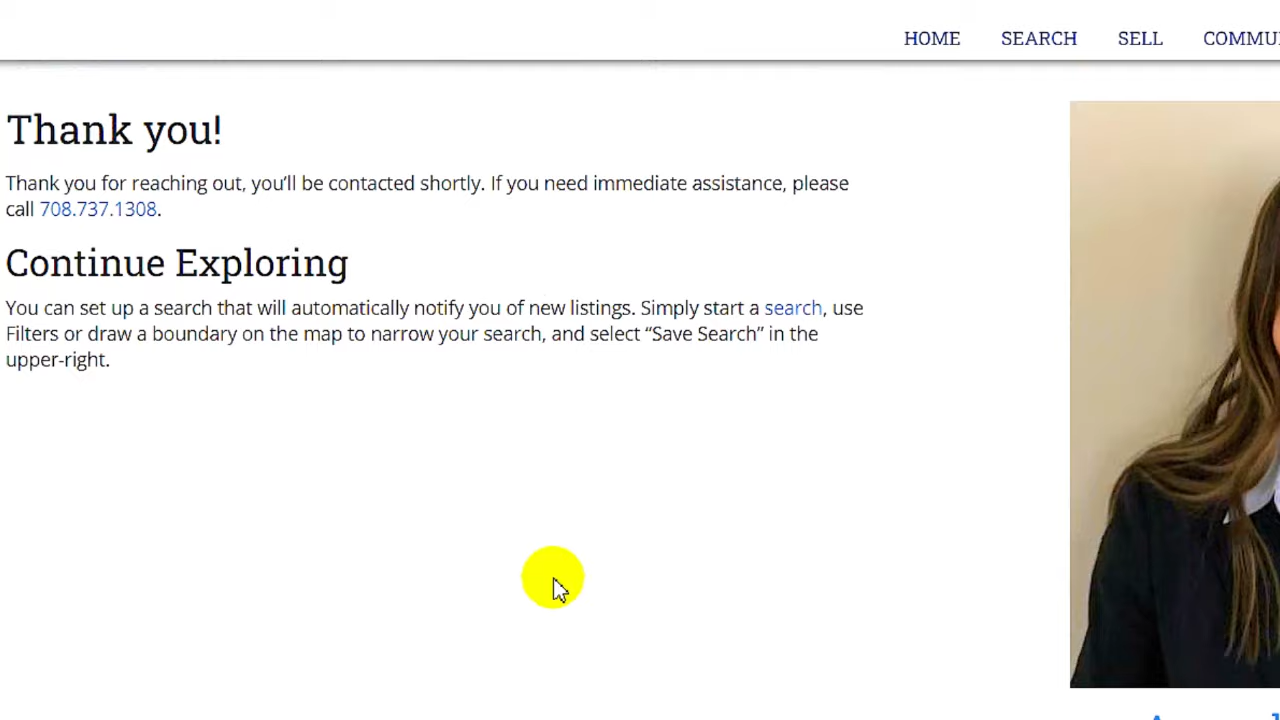 HOME SEARCH SELL
Thank you!
Thank you for reaching out, you’ll be contacted shortly. If you need immediate assistance, please
call 708.737.1308.
Continue Exploring
You can set up a search that will automatically notify you of new listings. Simply start a search, use
Filters or draw a boundary on the map to narrow your search, and select “Save Search” in the
upper-right.